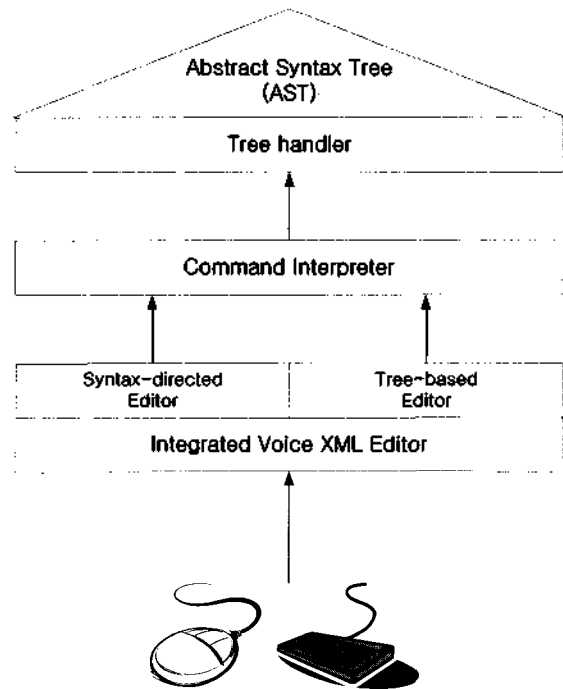 Abstract Syntax Tree
(AST)
Tree handler
Command Interpreter
Syntax-directed
Editor
Tree-based
Editor
Integrated Voice XML Editor